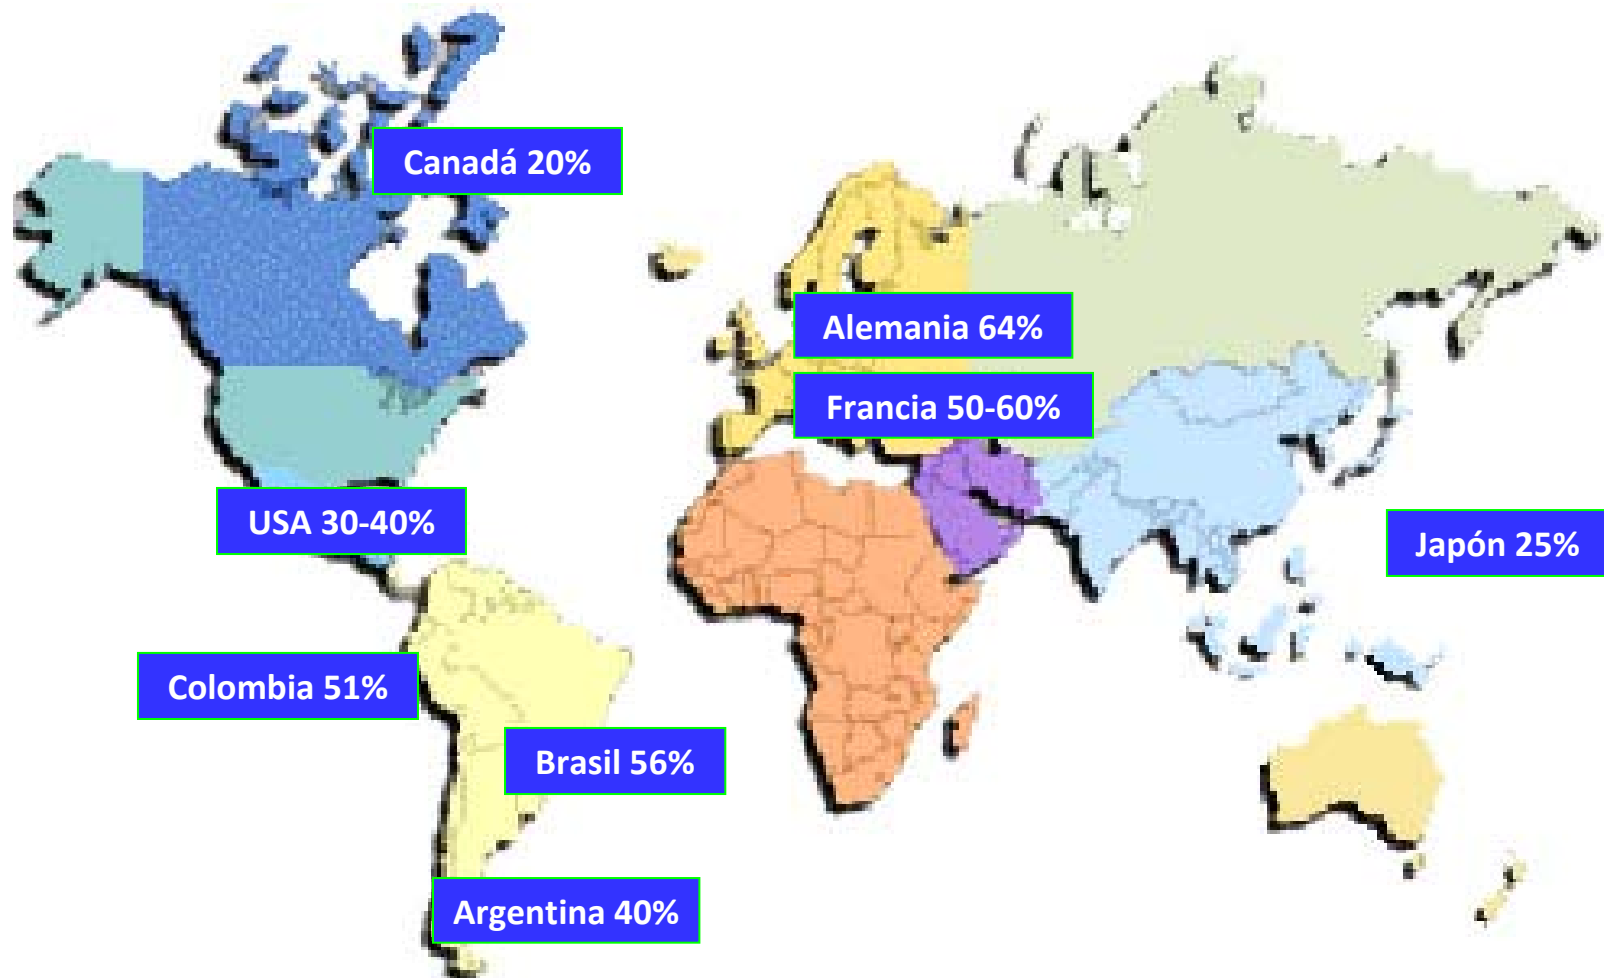 Canadá 20%
Alemania 64%
Francia 50-60%
USA 30-40%
Japón 25%
Colombia 51%
Brasil 56%
Argentina 40%